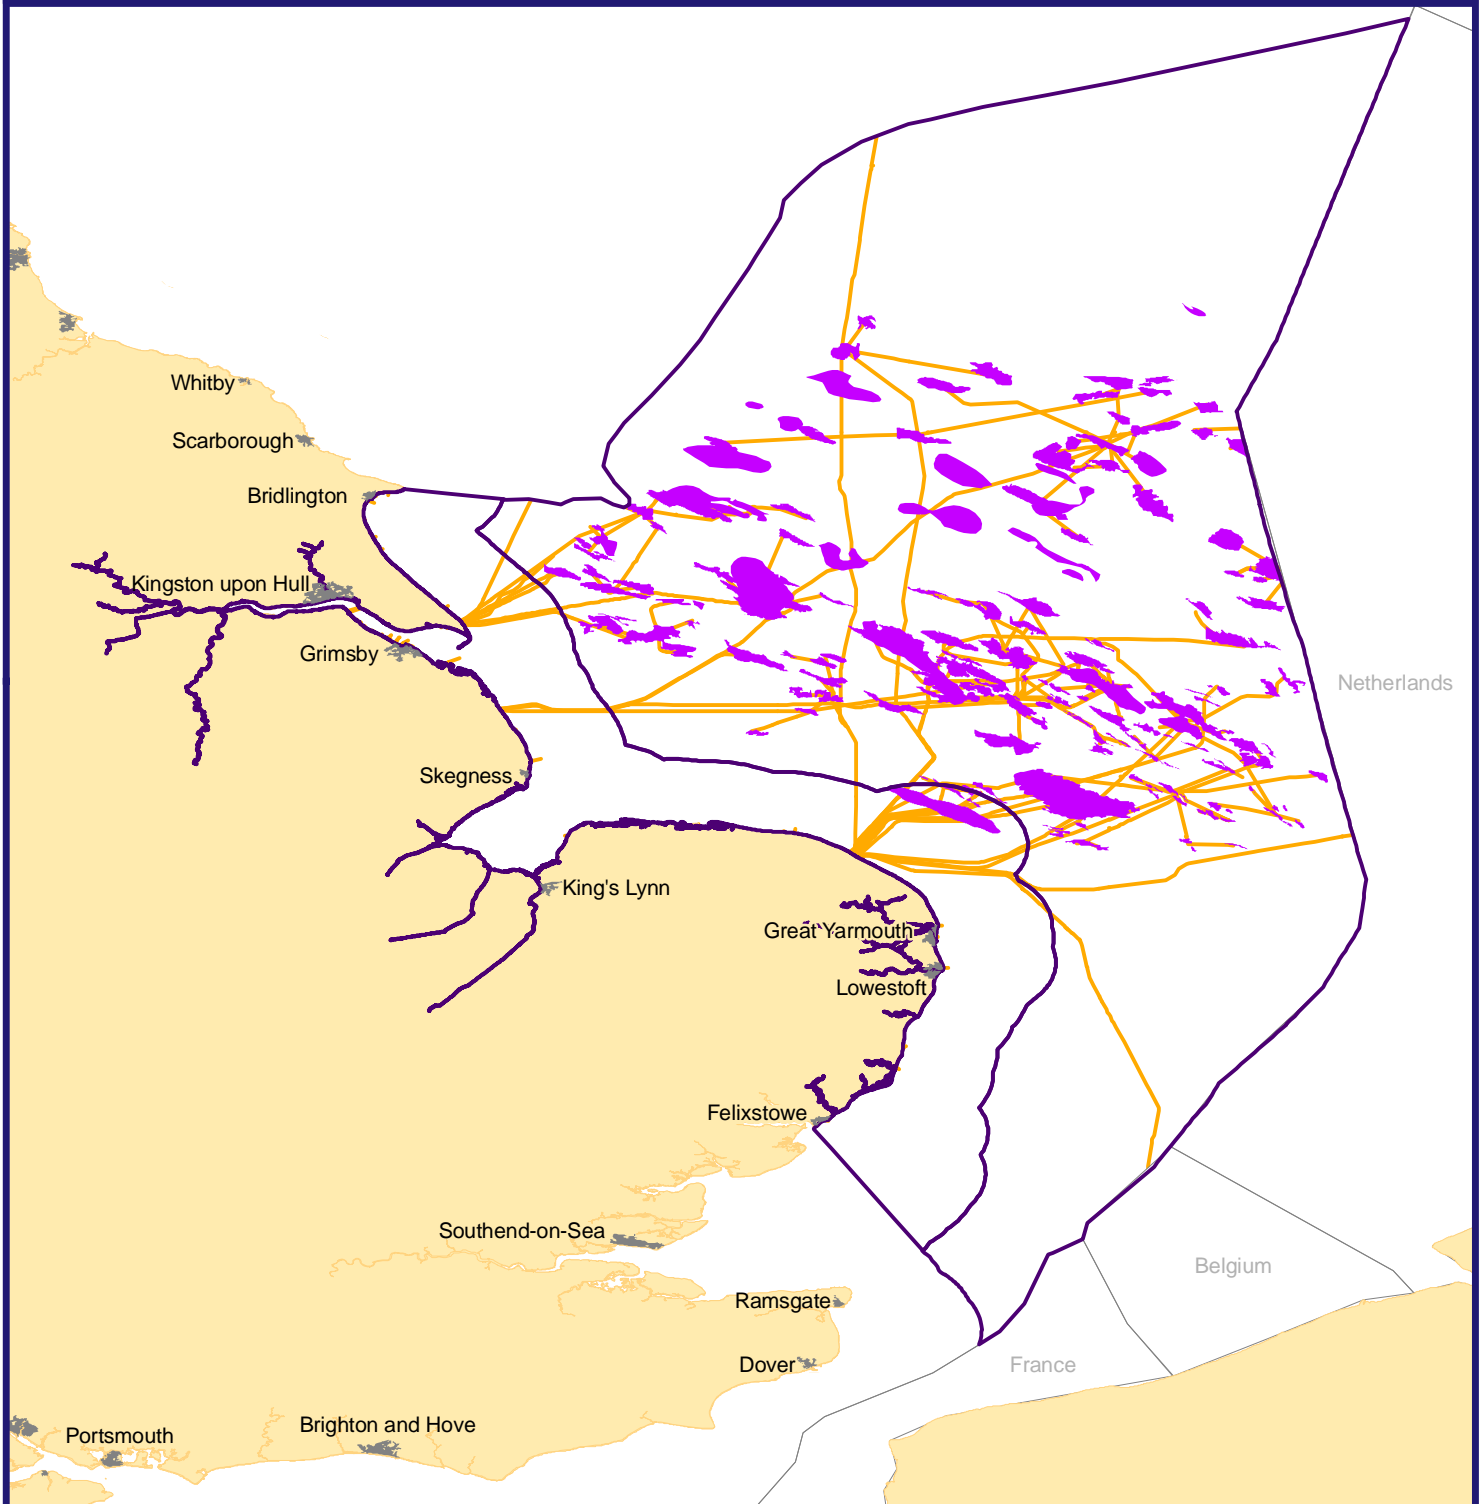 Whitby
Scarborough
Bridlington
Kingston upon Hull
Grimsby
Netherlands
Skegness
King's Lynn
Great Yarmouth
Lowestoft
Felixstowe
Southend-on-Sea
Belgium
Ramsgate
Dover
France
Brighton and Hove
Portsmouth